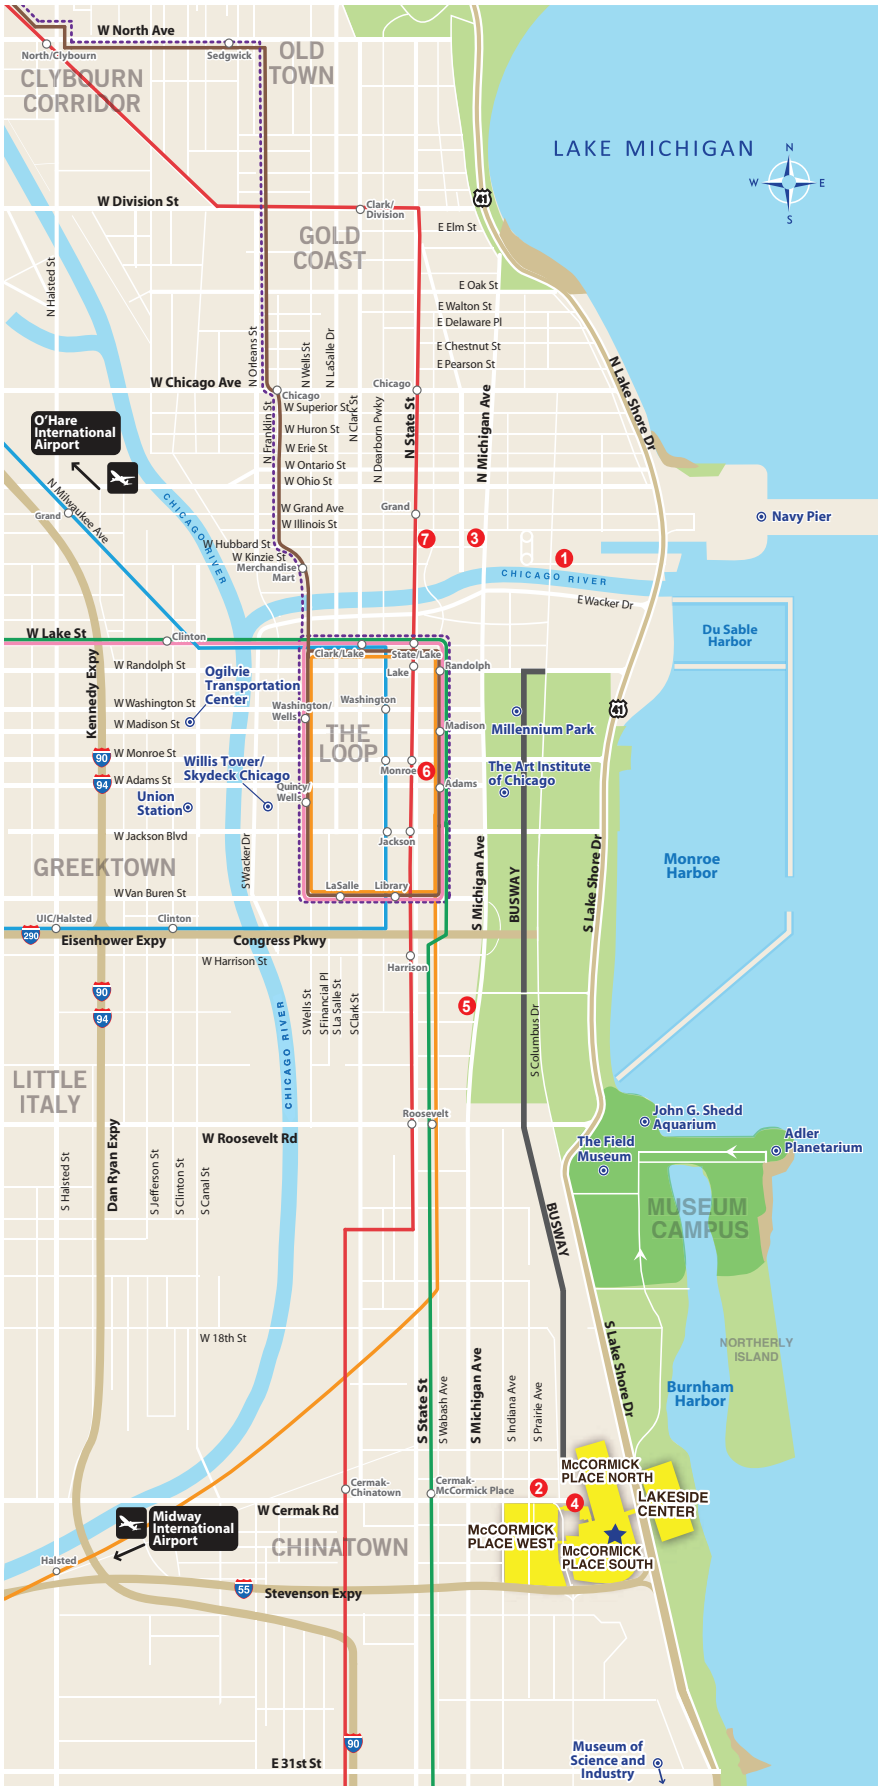 W North Ave
North/Clybourn
Sedgwick
OLD
TOWN
CLYBOURN
CORRIDOR
LAKE MICHIGAN
N
W
E
S
41
W Division St
Clark/
Division
E Elm St
GOLD
COAST
N Halsted St
E Oak St
E Walton St
E Delaware Pl
E Chestnut St
E Pearson St
N Orleans St
N Wells St
N LaSalle Dr
N Lake Shore Dr
W Chicago Ave
Chicago
Chicago
W Superior St
W Huron St
W Erie St
W Ontario St
W Ohio St
W Grand Ave
W Illinois St
N Franklin St
N Clark St
N Dearborn Pwky
N State St
N Michigan Ave
O'Hare
International
Airport
N Milwaukee Ave
Grand
CHICAGO RIVER
Grand
Navy Pier
7
3
1
W Hubbard St
W Kinzie St
Merchandise
Mart
CHICAGO RIVER
E Wacker Dr
Du Sable
Harbor
W Lake St
Clinton
Clark/Lake
State/Lake
Lake
Randolph
W Randolph St
Ogilvie
Transportation
Center
Kennedy Expy
W Washington St
W Madison St
Washington/
Wells
Washington
THE
LOOP
Madison
Millennium Park
41
90
94
W Monroe St
W Adams St
Willis Tower/
Skydeck Chicago
Monroe
6
The Art Institute
of Chicago
Quincy/
Wells
Adams
Union
Station
W Jackson Blvd
Jackson
S Wacker Dr
GREEKTOWN
Monroe
Harbor
S Michigan Ave
BUSWAY
S Lake Shore Dr
W Van Buren St
LaSalle
Library
UIC/Halsted
Clinton
290
Eisenhower Expy
Congress Pkwy
W Harrison St
Harrison
90
94
S Wells St
S Financial Pl
S La Salle St
S Clark St
5
S Columbus Dr
CHICAGO RIVER
LITTLE
ITALY
Roosevelt
W Roosevelt Rd
John G. Shedd
Aquarium
The Field
Museum
Adler
Planetarium
Dan Ryan Expy
S Halsted St
S Jefferson St
S Clinton St
S Canal St
BUSWAY
MUSEUM
CAMPUS
W 18th St
S Lake Shore Dr
NORTHERLY
ISLAND
Burnham
Harbor
S State St
S Wabash Ave
S Michigan Ave
S Indiana Ave
S Prairie Ave
McCORMICK
PLACE NORTH
Cermak-
Chinatown
Cermak-
McCormick Place
2
4
LAKESIDE
CENTER
W Cermak Rd
Midway
International
Airport
CHINATOWN
McCORMICK
PLACE WEST
McCORMICK
PLACE SOUTH
Halsted
55
Stevenson Expy
90
E 31st St
Museum of
Science and
Industry